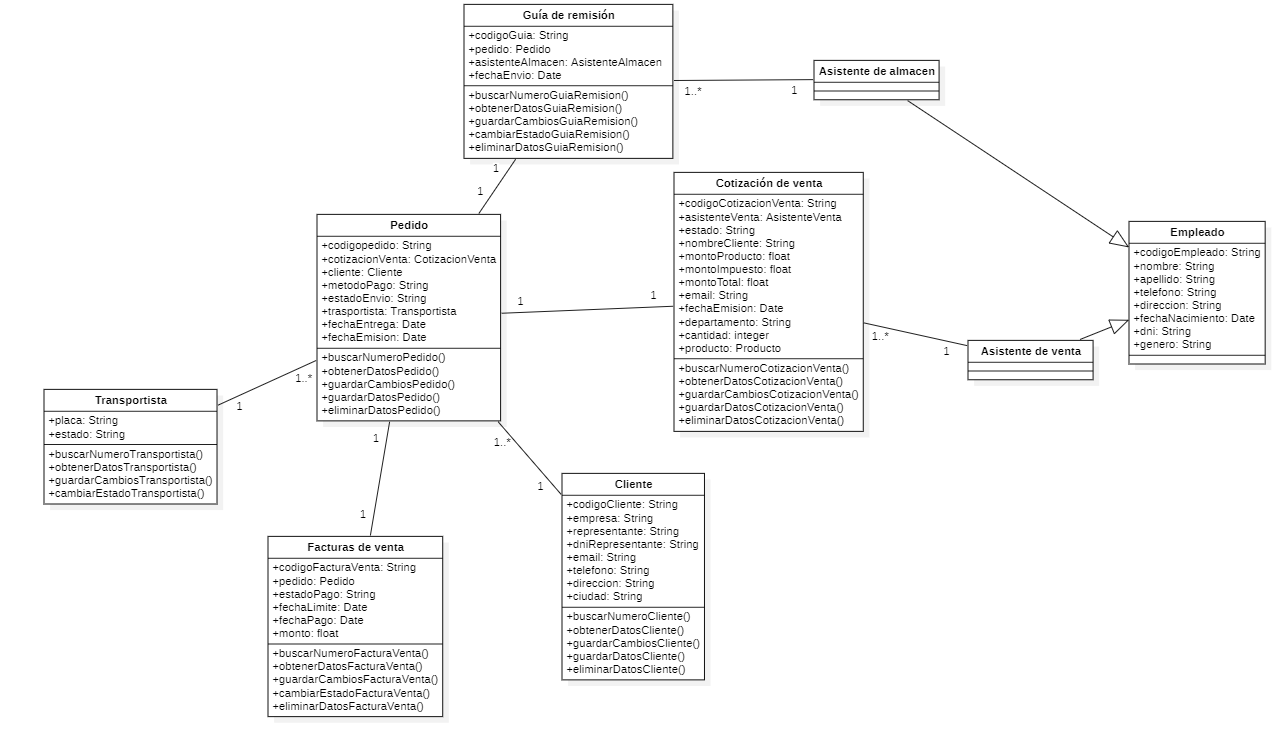 Guía de remisión
+codigoGuia: String
+pedido: Pedido
+asistenteAlmacen: AsistenteAlmacen
+fechaEnvio: Date
+buscarNumeroGuiaRemision()
+obtenerDatosGuiaRemision()
+guardarCambiosGuiaRemision()
+cambiarEstadoGuiaRemision()
+eliminarDatosGuiaRemision()
1..*
1
Asistente de almacen
1
1
Cotización de venta
+codigoCotizacionVenta: String
+asistenteVenta: AsistenteVenta
+estado: String
+nombreCliente: String
+montoProducto: float
+montoImpuesto: float
+montoTotal: float
+email: String
+fechaEmision: Date
+departamento: String
+cantidad: integer
+producto: Producto
+buscarNumeroCotizacionVenta()
+obtenerDatosCotizacionVenta()
+guardarCambiosCotizacionVenta()
+guardarDatosCotizacionVenta()
+eliminarDatosCotizacionVenta()
Empleado
+codigoEmpleado: String
+nombre: String
+apellido: String
+telefono: String
+direccion: String
+fechaNacimiento: Date
+dni: String
+genero: String
Pedido
+codigopedido: String
+cotizacionVenta: CotizacionVenta
+cliente: Cliente
+metodoPago: String
+estadoEnvio: String
+trasportista: Transportista
+fechaEntrega: Date
+fechaEmision: Date
+buscarNumeroPedido()
+obtenerDatosPedido()
+guardarCambiosPedido()
+guardarDatosPedido()
+eliminarDatosPedido()
1
1
1..*
1
Asistente de venta
1..*
1
Transportista
+placa: String
+estado: String
+buscarNumeroTransportista()
+obtenerDatosTransportista()
+guardarCambiosTransportista()
+cambiarEstadoTransportista()
1
1
1..*
1
Cliente
+codigoCliente: String
+empresa: String
+representante: String
+dniRepresentante: String
+email: String
+telefono: String
+direccion: String
+ciudad: String
+buscarNumeroCliente()
+obtenerDatosCliente()
+guardarCambiosCliente()
+guardarDatosCliente()
+eliminarDatosCliente()
Facturas de venta
+codigoFacturaVenta: String
+pedido: Pedido
+estadoPago: String
+fechaLimite: Date
+fechaPago: Date
+monto: float
+buscarNumeroFacturaVenta()
+obtenerDatosFacturaVenta()
+guardarCambiosFacturaVenta()
+cambiarEstadoFacturaVenta()
+eliminarDatosFacturaVenta()